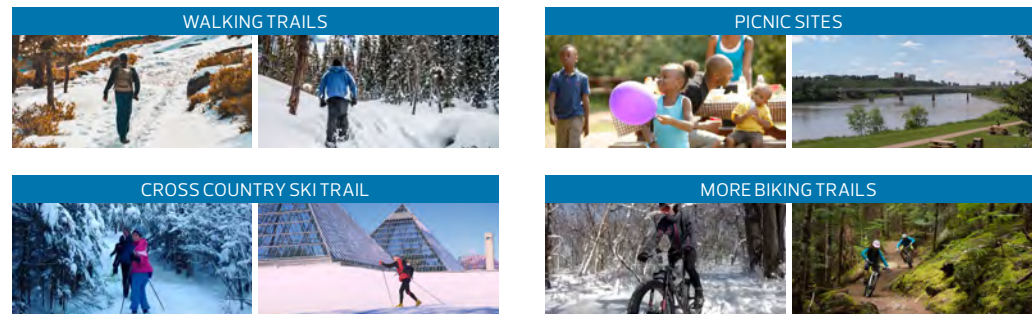 WALKING TRAILS
PICNIC SITES
CROSS COUNTRY SKI TRAIL
MORE BIKING TRAILS